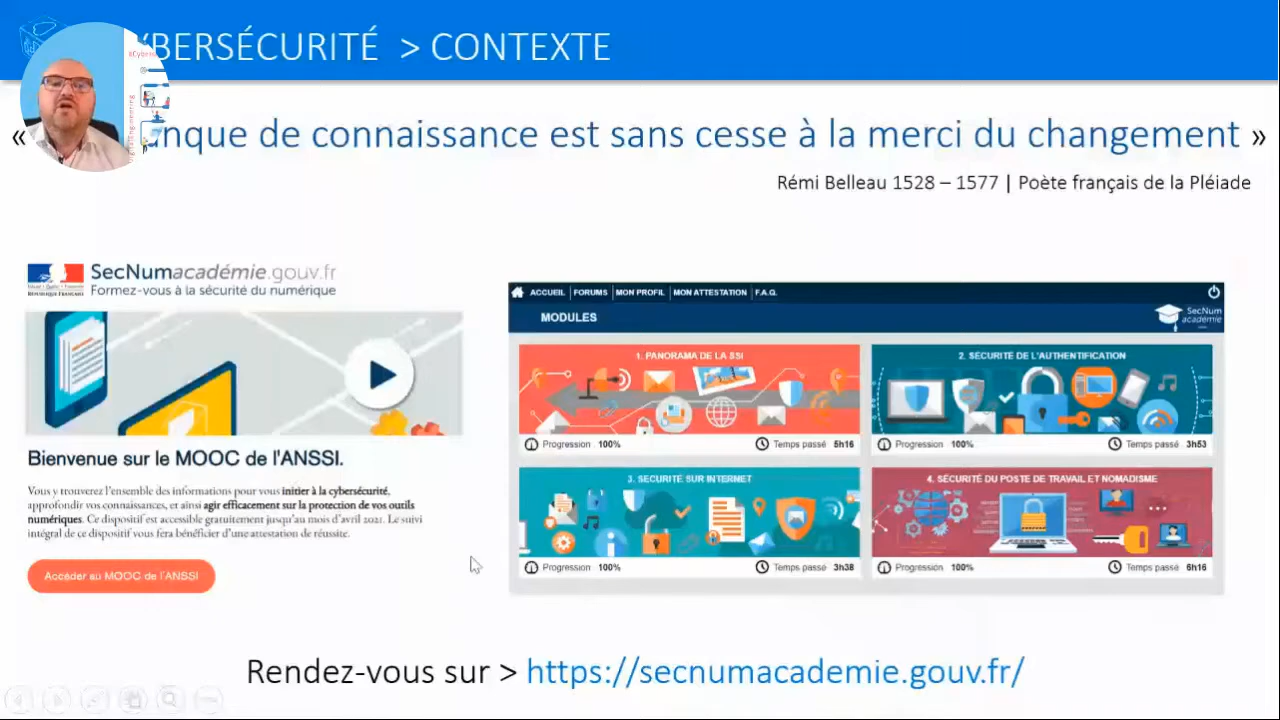 YBERSÉCURITÉ > CONTEXTE
« nque de connaissance est sans cesse à la merci du changement »
Rémi Belleau 1528 – 1577 | Poète français de la Pléiade
SecNumacadémie.gouv.fr
Formez-vous à la sécurité du numérique
RÉPUBLIQUE FRANÇAISE
Bienvenue sur le MOOC de l'ANSSI.
Vous y trouverez l'ensemble des informations pour vous initier à la cybersécurité,
approfondir vos connaissances, et ainsi agir efficacement sur la protection de vos outils
numériques. Ce dispositif est accessible gratuitement jusqu'au mois d'avril 2021. Le suivi
intégral de ce dispositif vous fera bénéficier d'une attestation de réussite.
Accéder au MOOC de l'ANSSI
ACCUEIL | FORUMS | MON PROFIL | MON ATTESTATION | F.A.Q.
MODULES
SecNum
académie
1. PANORAMA DE LA SSI
Progression 100% Temps passé 5h16
2. SÉCURITÉ DE L'AUTHENTIFICATION
Progression 100% Temps passé 3h53
3. SECURITÉ SUR INTERNET
Progression 100% Temps passé 3h38
4. SÉCURITÉ DU POSTE DE TRAVAIL ET NOMADISME
Progression 100% Temps passé 6h16
Rendez-vous sur > https://secnumacademie.gouv.fr/